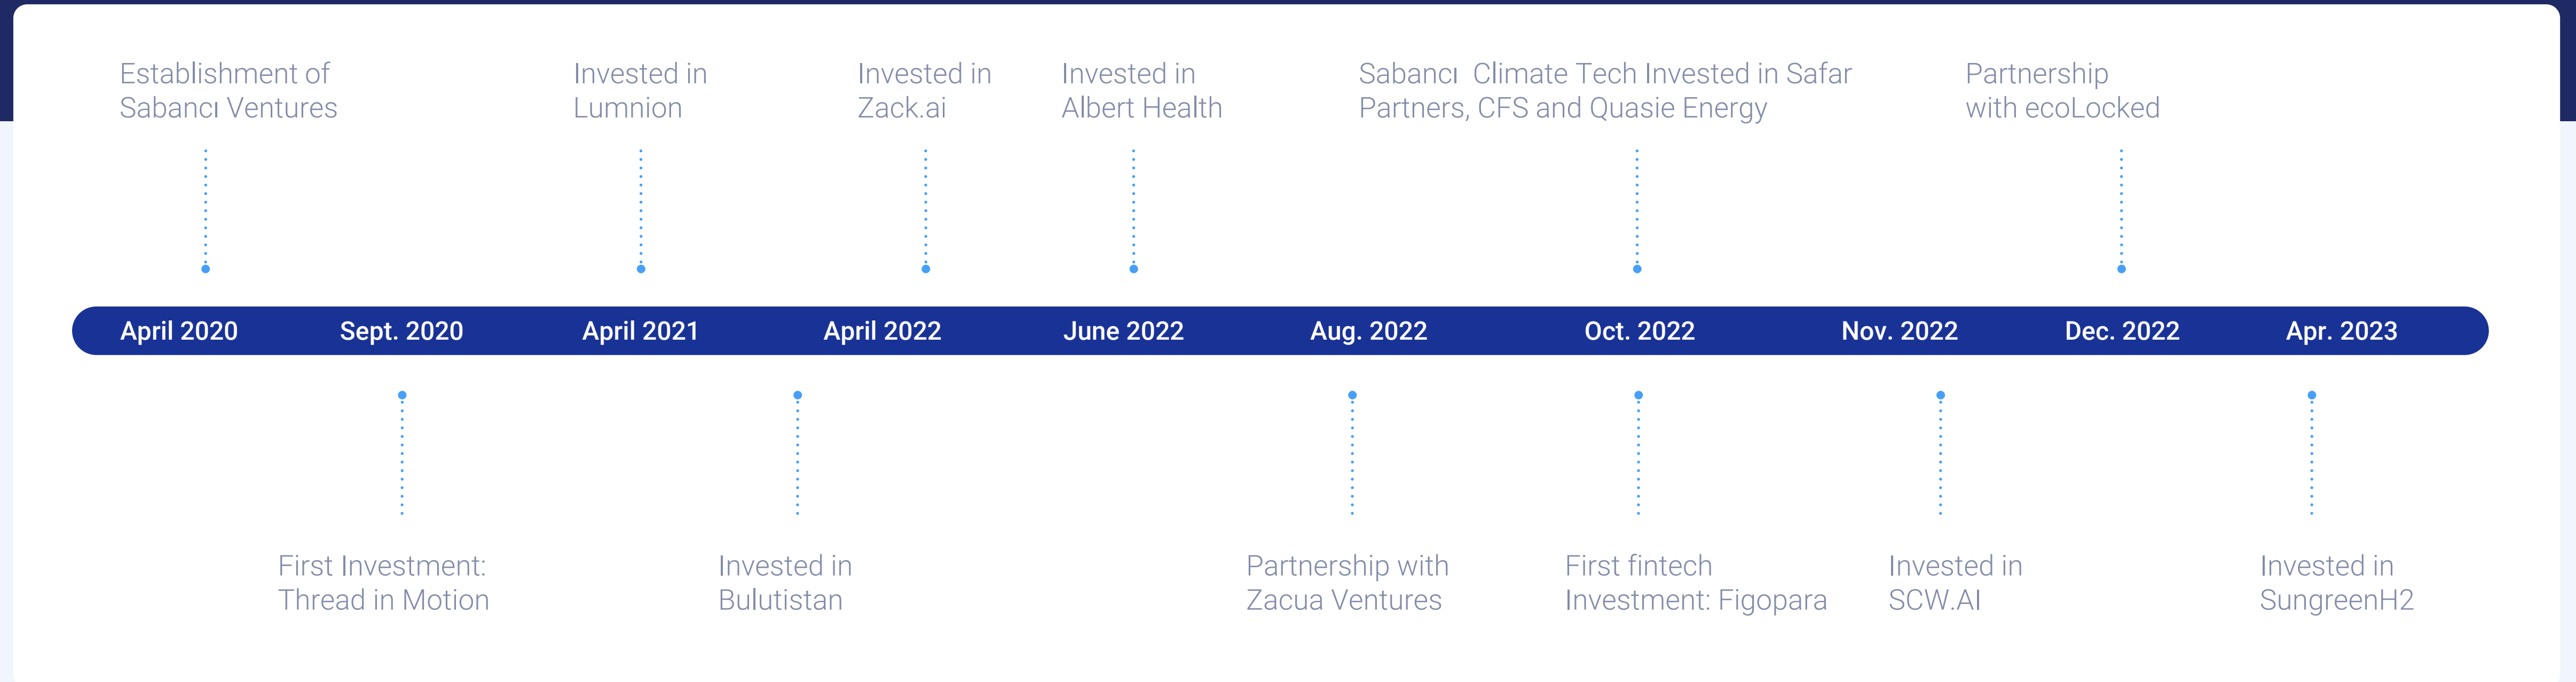 Establishment of
Sabancı Ventures
Invested in
Lumnion
Invested in
Zack.ai
Invested in
Albert Health
Sabancı  Climate Tech Invested in Safar
Partners, CFS and Quasie Energy
Partnership
with ecoLocked
April 2020
Sept. 2020
April 2021
April 2022
June 2022
Aug. 2022
Oct. 2022
Nov. 2022
Dec. 2022
Apr. 2023
First Investment:
Thread in Motion
Invested in
Bulutistan
Partnership with
Zacua Ventures
First fintech
Investment: Figopara
Invested in
SCW.AI
Invested in
SungreenH2